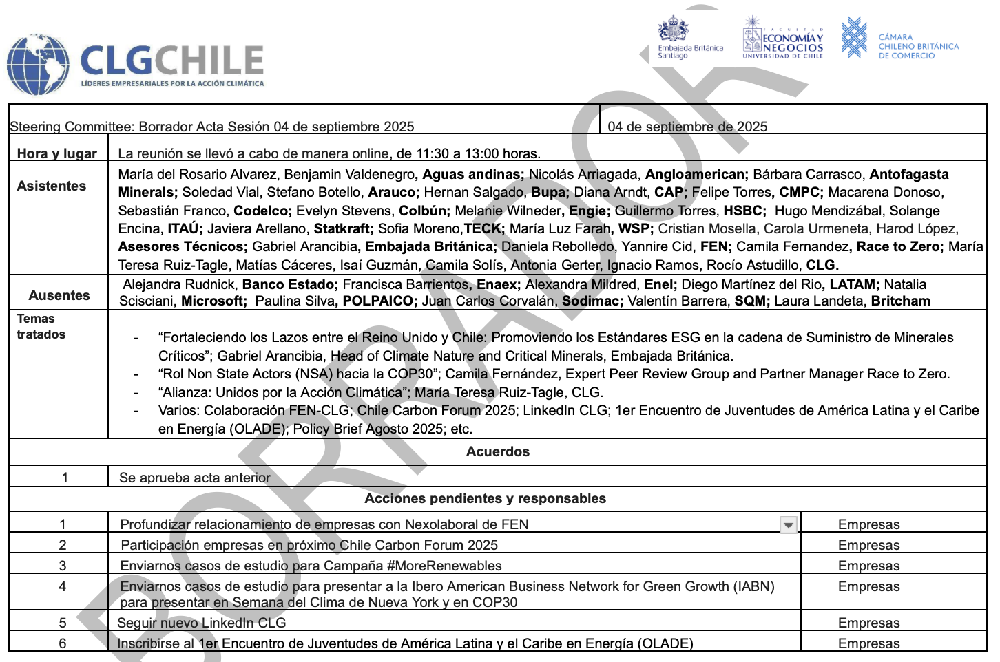 CLGCHILE
LÍDERES EMPRESARIALES POR LA ACCIÓN CLIMÁTICA
Embajada Británica
Santiago
FACULTAD
ECONOMÍA Y
NEGOCIOS
UNIVERSIDAD DE CHILE
CÁMARA
CHILENO BRITÁNICA
DE COMERCIO
BORRADOR
Steering Committee: Borrador Acta Sesión 04 de septiembre 2025
04 de septiembre de 2025
Hora y lugar
La reunión se llevó a cabo de manera online, de 11:30 a 13:00 horas.
Asistentes
María del Rosario Alvarez, Benjamin Valdenegro, Aguas andinas; Nicolás Arriagada, Angloamerican; Bárbara Carrasco, Antofagasta
Minerals; Soledad Vial, Stefano Botello, Arauco; Hernan Salgado, Bupa; Diana Arndt, CAP; Felipe Torres, CMPC; Macarena Donoso,
Sebastián Franco, Codelco; Evelyn Stevens, Colbún; Melanie Wilneder, Engie; Guillermo Torres, HSBC; Hugo Mendizábal, Solange
Encina, ITAÚ; Javiera Arellano, Statkraft; Sofia Moreno,TECK; María Luz Farah, WSP; Cristian Mosella, Carola Urmeneta, Harod López,
Asesores Técnicos; Gabriel Arancibia, Embajada Británica; Daniela Rebolledo, Yannire Cid, FEN; Camila Fernandez, Race to Zero; María
Teresa Ruiz-Tagle, Matías Cáceres, Isaí Guzmán, Camila Solís, Antonia Gerter, Ignacio Ramos, Rocío Astudillo, CLG.
Ausentes
Alejandra Rudnick, Banco Estado; Francisca Barrientos, Enaex; Alexandra Mildred, Enel; Diego Martínez del Rio, LATAM; Natalia
Scisciani, Microsoft; Paulina Silva, POLPAICO; Juan Carlos Corvalán, Sodimac; Valentín Barrera, SQM; Laura Landeta, Britcham
Temas
tratados
- “Fortaleciendo los Lazos entre el Reino Unido y Chile: Promoviendo los Estándares ESG en la cadena de Suministro de Minerales
Críticos”; Gabriel Arancibia, Head of Climate Nature and Critical Minerals, Embajada Británica.
- “Rol Non State Actors (NSA) hacia la COP30”; Camila Fernández, Expert Peer Review Group and Partner Manager Race to Zero.
- “Alianza: Unidos por la Acción Climática”; María Teresa Ruiz-Tagle, CLG.
- Varios: Colaboración FEN-CLG; Chile Carbon Forum 2025; LinkedIn CLG; 1er Encuentro de Juventudes de América Latina y el Caribe
en Energía (OLADE); Policy Brief Agosto 2025; etc.
Acuerdos
1 Se aprueba acta anterior
Acciones pendientes y responsables
1 Profundizar relacionamiento de empresas con Nexolaboral de FEN Empresas
2 Participación empresas en próximo Chile Carbon Forum 2025 Empresas
3 Enviarnos casos de estudio para Campaña #MoreRenewables Empresas
4 Enviarnos casos de estudio para presentar a la Ibero American Business Network for Green Growth (IABN) Empresas
para presentar en Semana del Clima de Nueva York y en COP30
5 Seguir nuevo LinkedIn CLG Empresas
6 Inscribirse al 1er Encuentro de Juventudes de América Latina y el Caribe en Energía (OLADE) Empresas